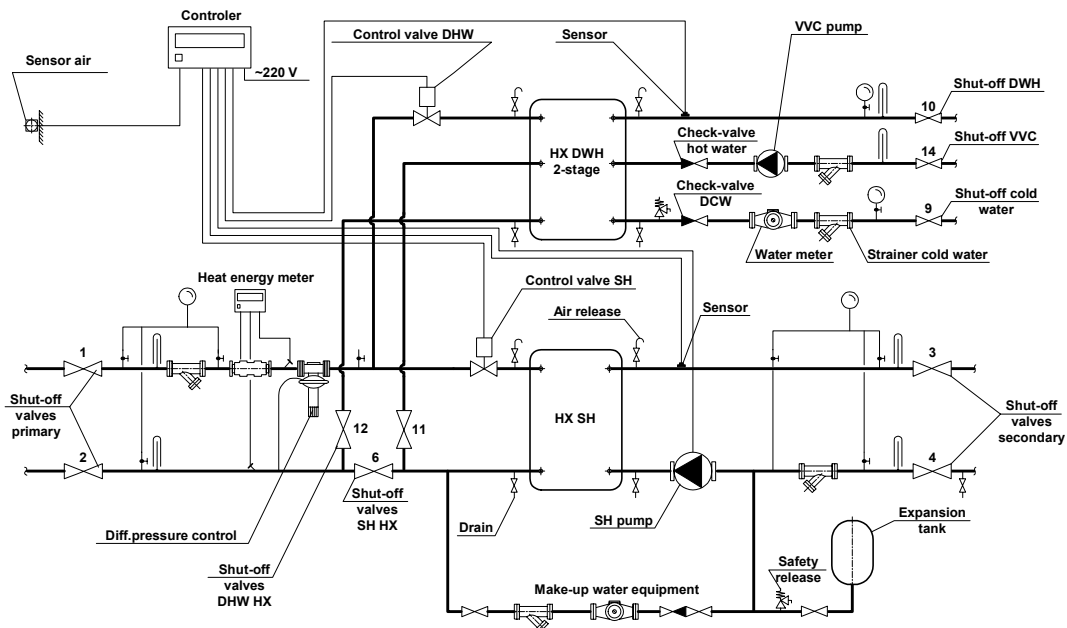 Controler
Sensor air
~220 V
Control valve DHW
Sensor
VVC pump
10
Shut-off DWH
HX DWH
2-stage
Check-valve
hot water
14
Shut-off VVC
Check-valve
DCW
9
Shut-off cold
water
Water meter
Strainer cold water
Heat energy meter
Control valve SH
Air release
Sensor
1
3
Shut-off
valves
primary
12
11
HX SH
Shut-off
valves
secondary
2
6
4
Shut-off
valves
SH HX
Drain
SH pump
Expansion
tank
Diff.pressure control
Shut-off
valves
DHW HX
Make-up water equipment
Safety
release